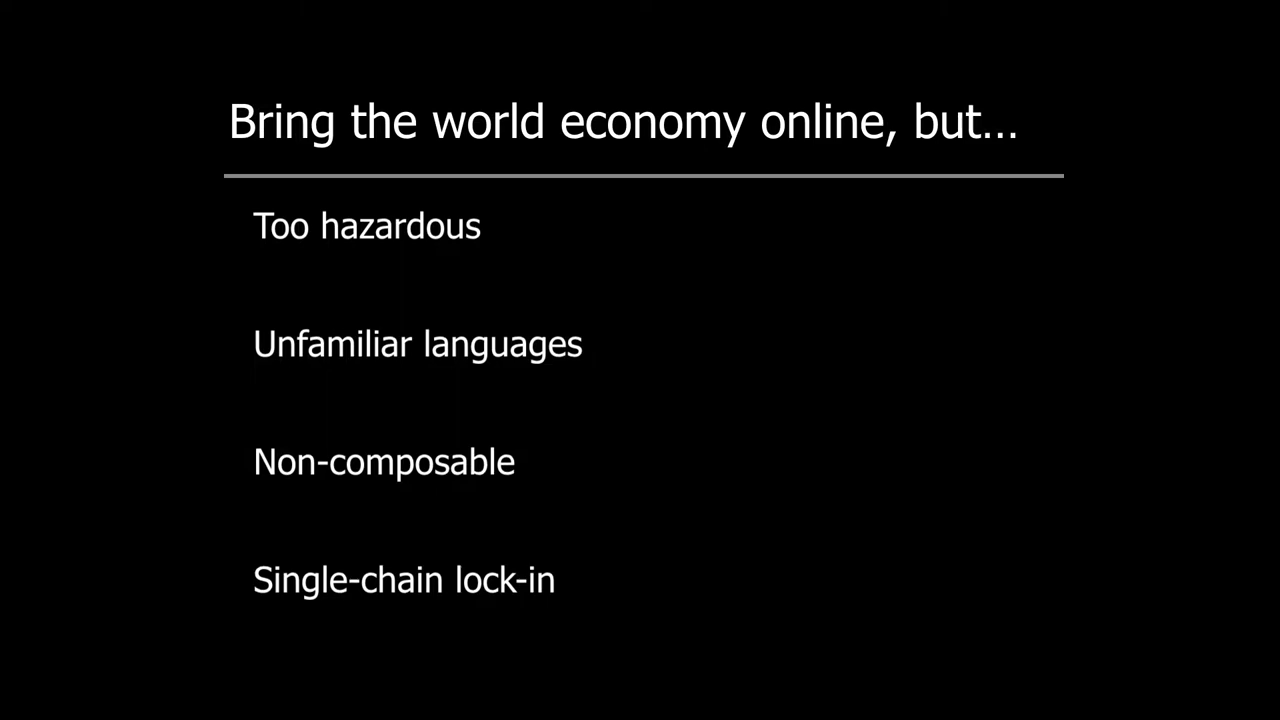 Bring the world economy online, but…
Too hazardous
Unfamiliar languages
Non-composable
Single-chain lock-in